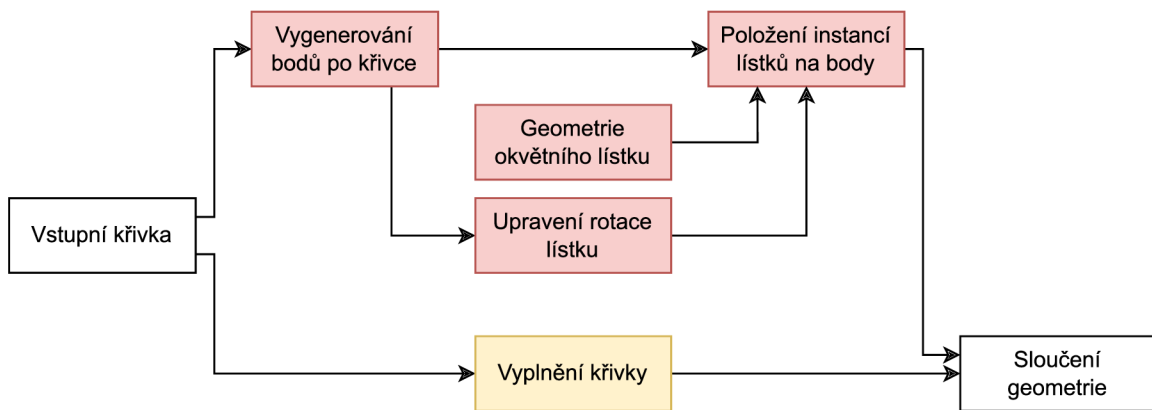 Vygenerování
bodů po křivce
Položení instancí
lístků na body
Geometrie
okvětního lístku
Vstupní křivka
Upravení rotace
lístku
Vyplnění křivky
Sloučení
geometrie